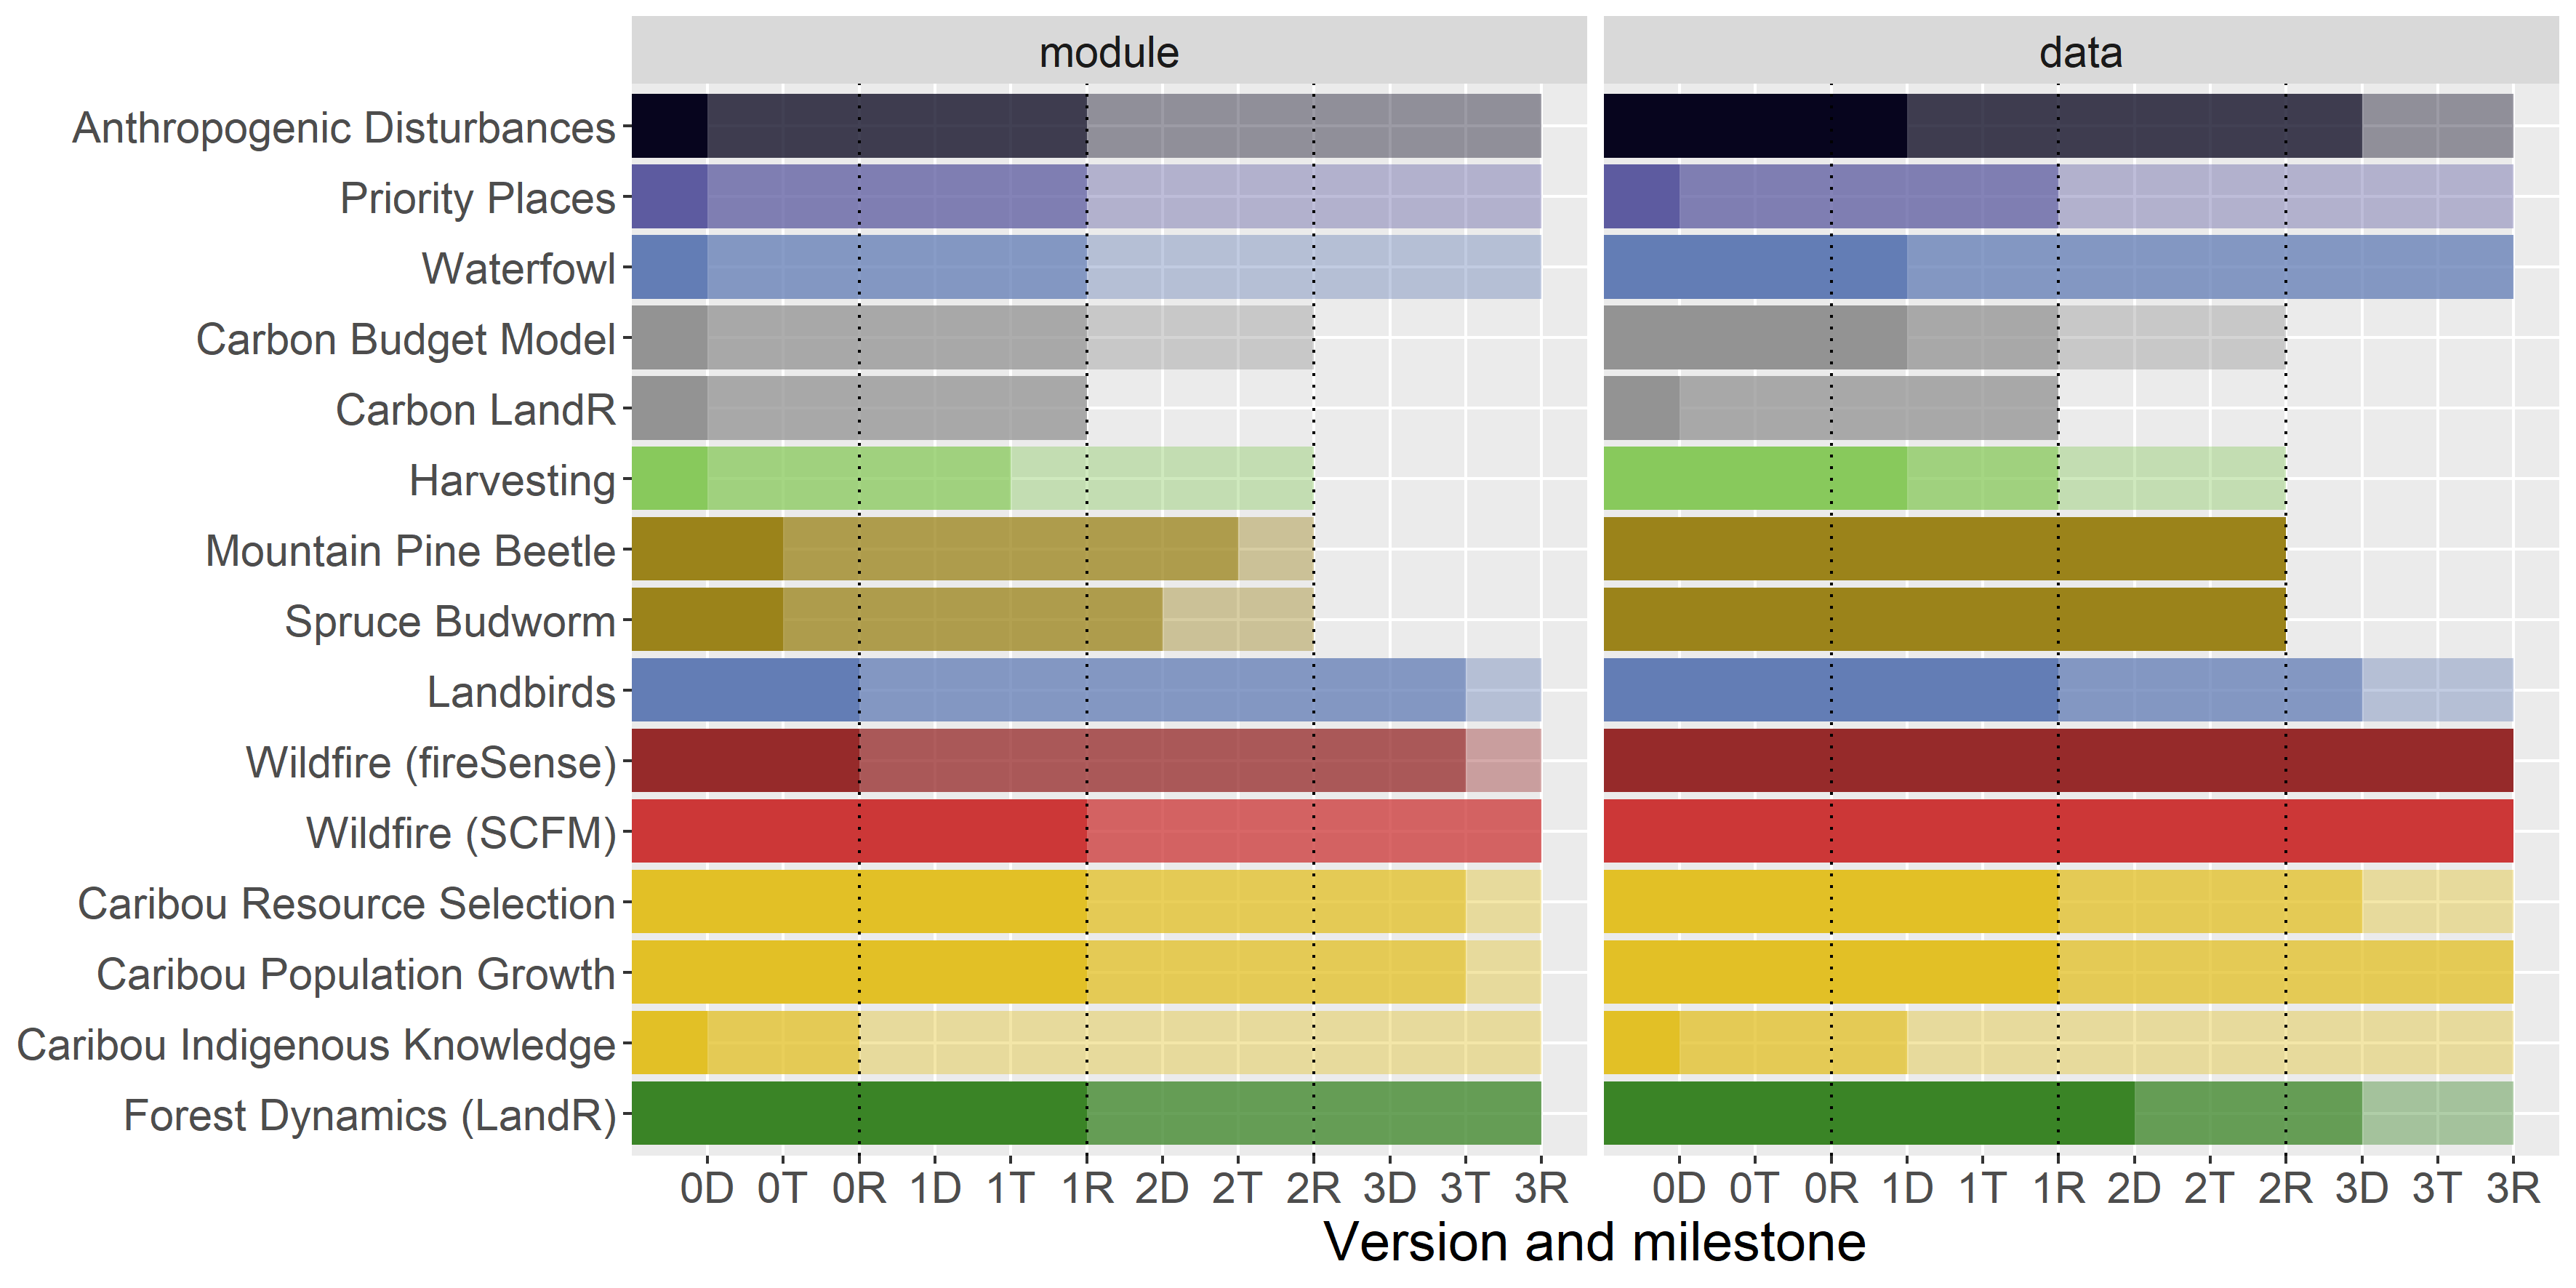 module
data
Anthropogenic Disturbances
Priority Places
Waterfowl
Carbon Budget Model
Carbon LandR
Harvesting
Mountain Pine Beetle
Spruce Budworm
Landbirds
Wildfire (fireSense)
Wildfire (SCFM)
Caribou Resource Selection
Caribou Population Growth
Caribou Indigenous Knowledge
Forest Dynamics (LandR)
0D 0T 0R 1D 1T 1R 2D 2T 2R 3D 3T 3R
0D 0T 0R 1D 1T 1R 2D 2T 2R 3D 3T 3R
Version and milestone